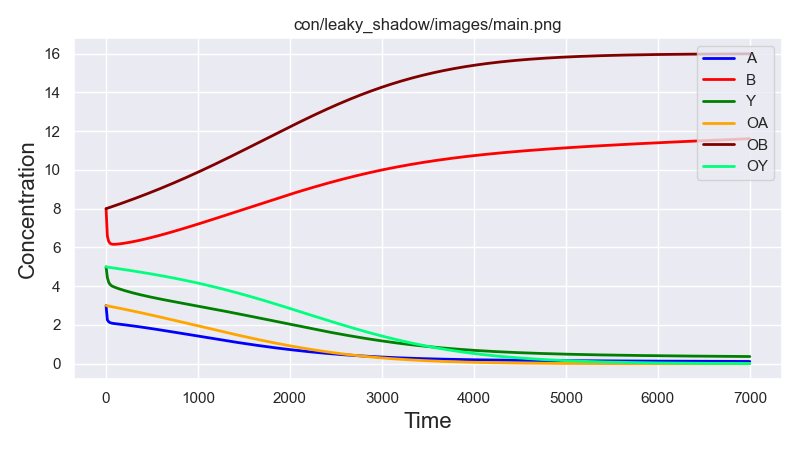 con/leaky_shadow/images/main.png
Concentration
16
14
12
10
8
6
4
2
0
A
B
Y
OA
OB
OY
0 1000 2000 3000 4000 5000 6000 7000
Time